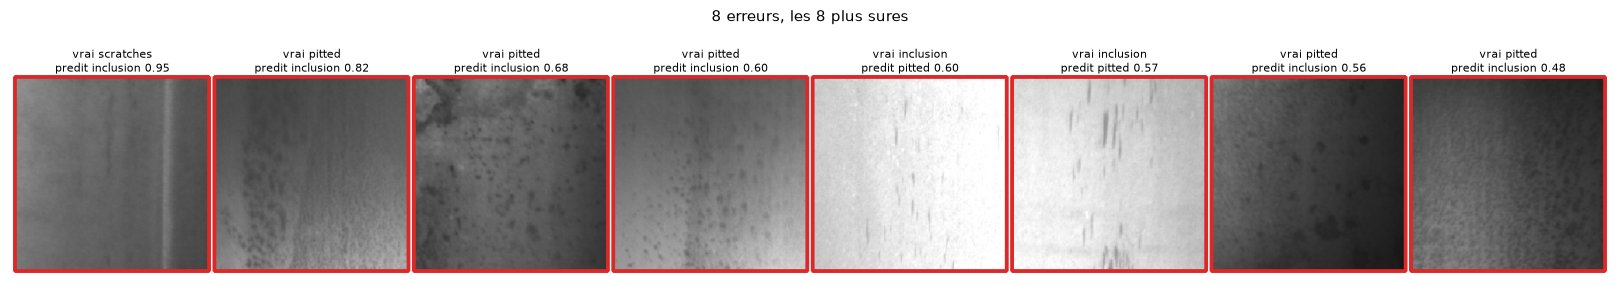 8 erreurs, les 8 plus sures
vrai scratches
predit inclusion 0.95
vrai pitted
predit inclusion 0.82
vrai pitted
predit inclusion 0.68
vrai pitted
predit inclusion 0.60
vrai inclusion
predit pitted 0.60
vrai inclusion
predit pitted 0.57
vrai pitted
predit inclusion 0.56
vrai pitted
predit inclusion 0.48